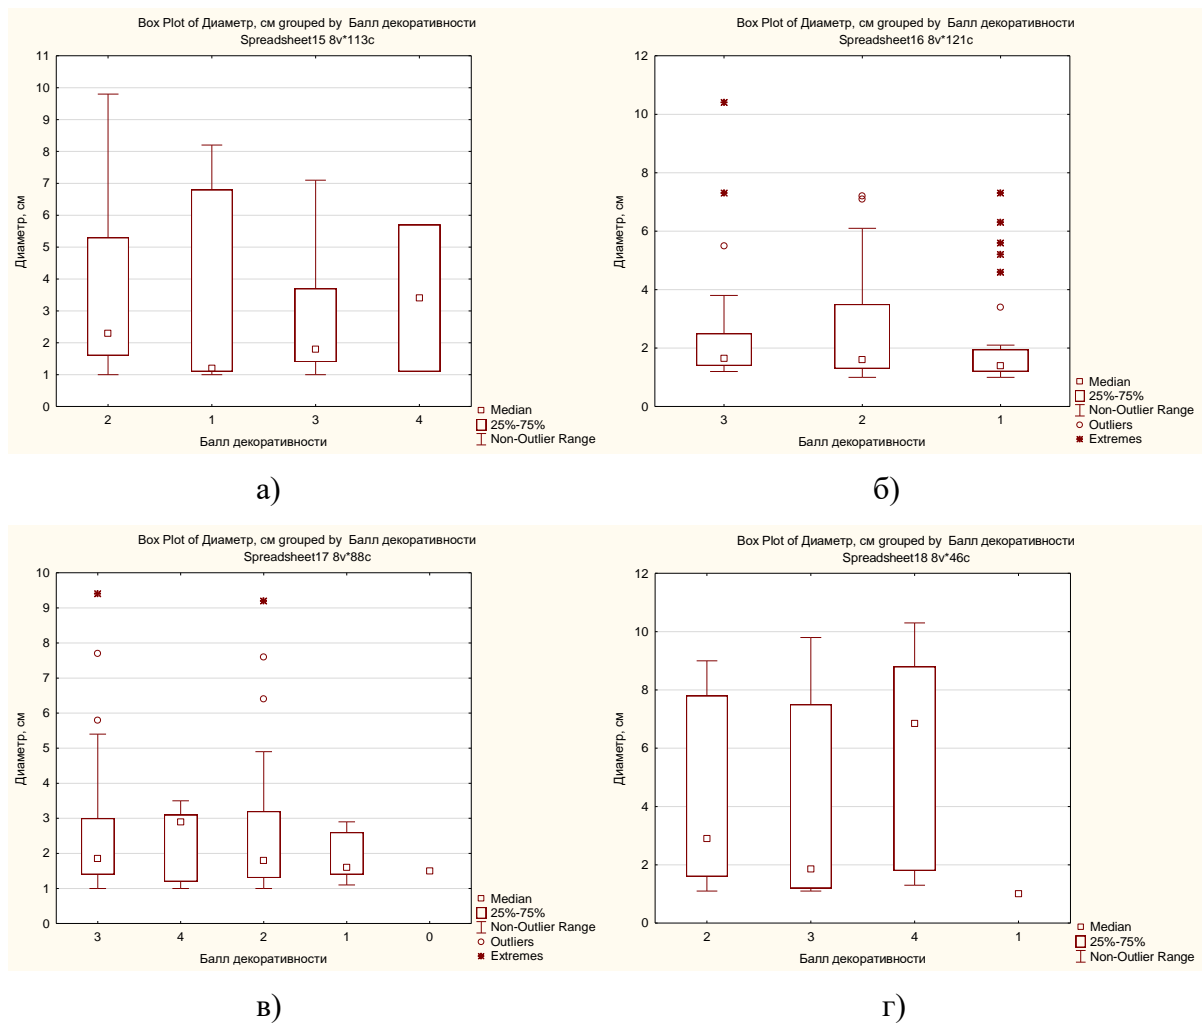 Box Plot of Диаметр, см grouped by Балл декоративности
Spreadsheet15 8v*113c
11
10
9
8
7
6
5
4
3
2
1
0
Диаметр, см
2 1 3 4
Балл декоративности
Median
25%-75%
Non-Outlier Range
а)
Box Plot of Диаметр, см grouped by Балл декоративности
Spreadsheet16 8v*121c
12
10
8
6
4
2
0
Диаметр, см
3 2 1
Балл декоративности
Median
25%-75%
Non-Outlier Range
Outliers
Extremes
б)
Box Plot of Диаметр, см grouped by Балл декоративности
Spreadsheet17 8v*88c
10
9
8
7
6
5
4
3
2
1
0
Диаметр, см
3 4 2 1 0
Балл декоративности
Median
25%-75%
Non-Outlier Range
Outliers
Extremes
в)
Box Plot of Диаметр, см grouped by Балл декоративности
Spreadsheet18 8v*46c
12
10
8
6
4
2
0
Диаметр, см
2 3 4 1
Балл декоративности
Median
25%-75%
Non-Outlier Range
г)